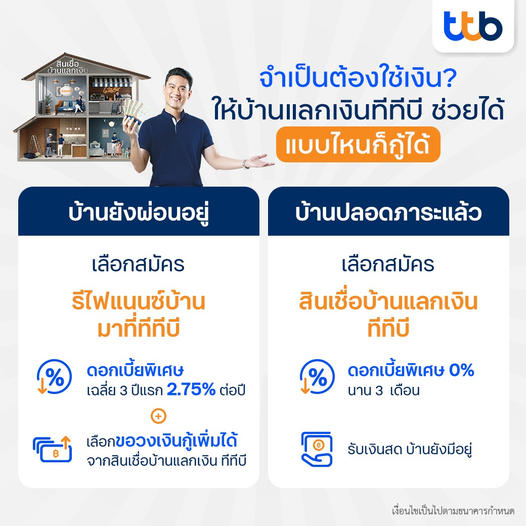 ttb
สินเชื่อ
บ้านแลกเงิน
จำเป็นต้องใช้เงิน?
ให้บ้านแลกเงินทีทีบี ช่วยได้
แบบไหนก็กู้ได้
บ้านยังผ่อนอยู่
เลือกสมัคร
รีไฟแนนซ์บ้าน
มาที่ทีทีบี
%
ดอกเบี้ยพิเศษ
เฉลี่ย 3 ปีแรก 2.75% ต่อปี
+
฿
เลือกขอวงเงินกู้เพิ่มได้
จากสินเชื่อบ้านแลกเงิน ทีทีบี
บ้านปลอดภาระแล้ว
เลือกสมัคร
สินเชื่อบ้านแลกเงิน
ทีทีบี
%
ดอกเบี้ยพิเศษ 0%
นาน 3 เดือน
฿
รับเงินสด บ้านยังมีอยู่
เงื่อนไขเป็นไปตามธนาคารกำหนด